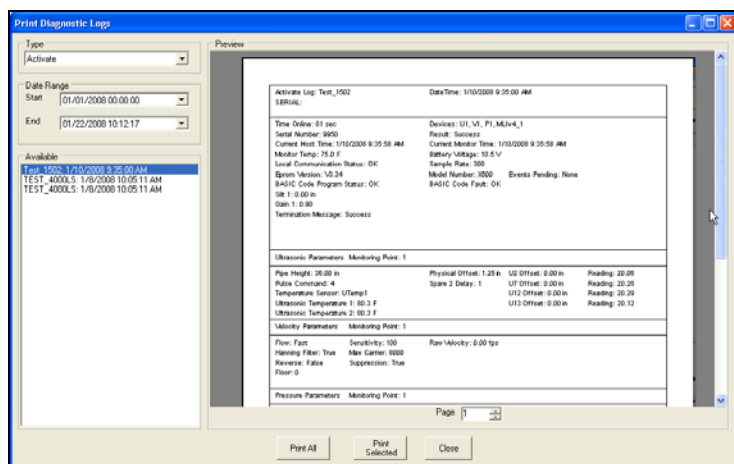 Print Diagnostic Logs
Type
Activate
Date Range
Start 01/01/2008 00:00:00
End 01/22/2008 10:12:17
Available
Test_1502: 1/10/2008 9:35:00 AM
TEST_4000LS: 1/8/2008 10:05:11 AM
TEST_4000LS: 1/8/2008 10:05:11 AM
Preview
Activate Log: Test_1502 DateTime: 1/10/2008 9:35:00 AM
SERIAL:
Time Online: 81 sec Devices: U1, V1, P1, MLIv4_1
Serial Number: 9950 Result: Success
Current Host Time: 1/10/2008 9:35:58 AM Current Monitor Time: 1/10/2008 9:35:58 AM
Monitor Temp: 75.0 F Battery Voltage: 10.5 V
Local Communication Status: OK Sample Rate: 300
Eprom Version: V3.34 Model Number: X800 Events Pending: None
BASIC Code Program Status: OK BASIC Code Fault: OK
Silt 1: 0.00 in
Gain 1: 0.90
Termination Message: Success
Ultrasonic Parameters Monitoring Point: 1
Pipe Height: 36.00 in Physical Offset: 1.25 in U2 Offset: 0.00 in Reading: 20.08
Pulse Command: 4 Spare 2 Delay: 1 U7 Offset: 0.00 in Reading: 20.26
Temperature Sensor: UTemp1 U12 Offset: 0.00 in Reading: 20.29
Ultrasonic Temperature 1: 80.3 F U13 Offset: 0.00 in Reading: 20.12
Ultrasonic Temperature 2: 80.3 F
Velocity Parameters Monitoring Point: 1
Flow: Fast Sensitivity: 100 Raw Velocity: 0.00 fps
Hanning Filter: True Max Carrier: 8000
Reverse: False Suppression: True
Floor: 0
Pressure Parameters Monitoring Point: 1
Page 1
Print All
Print Selected
Close